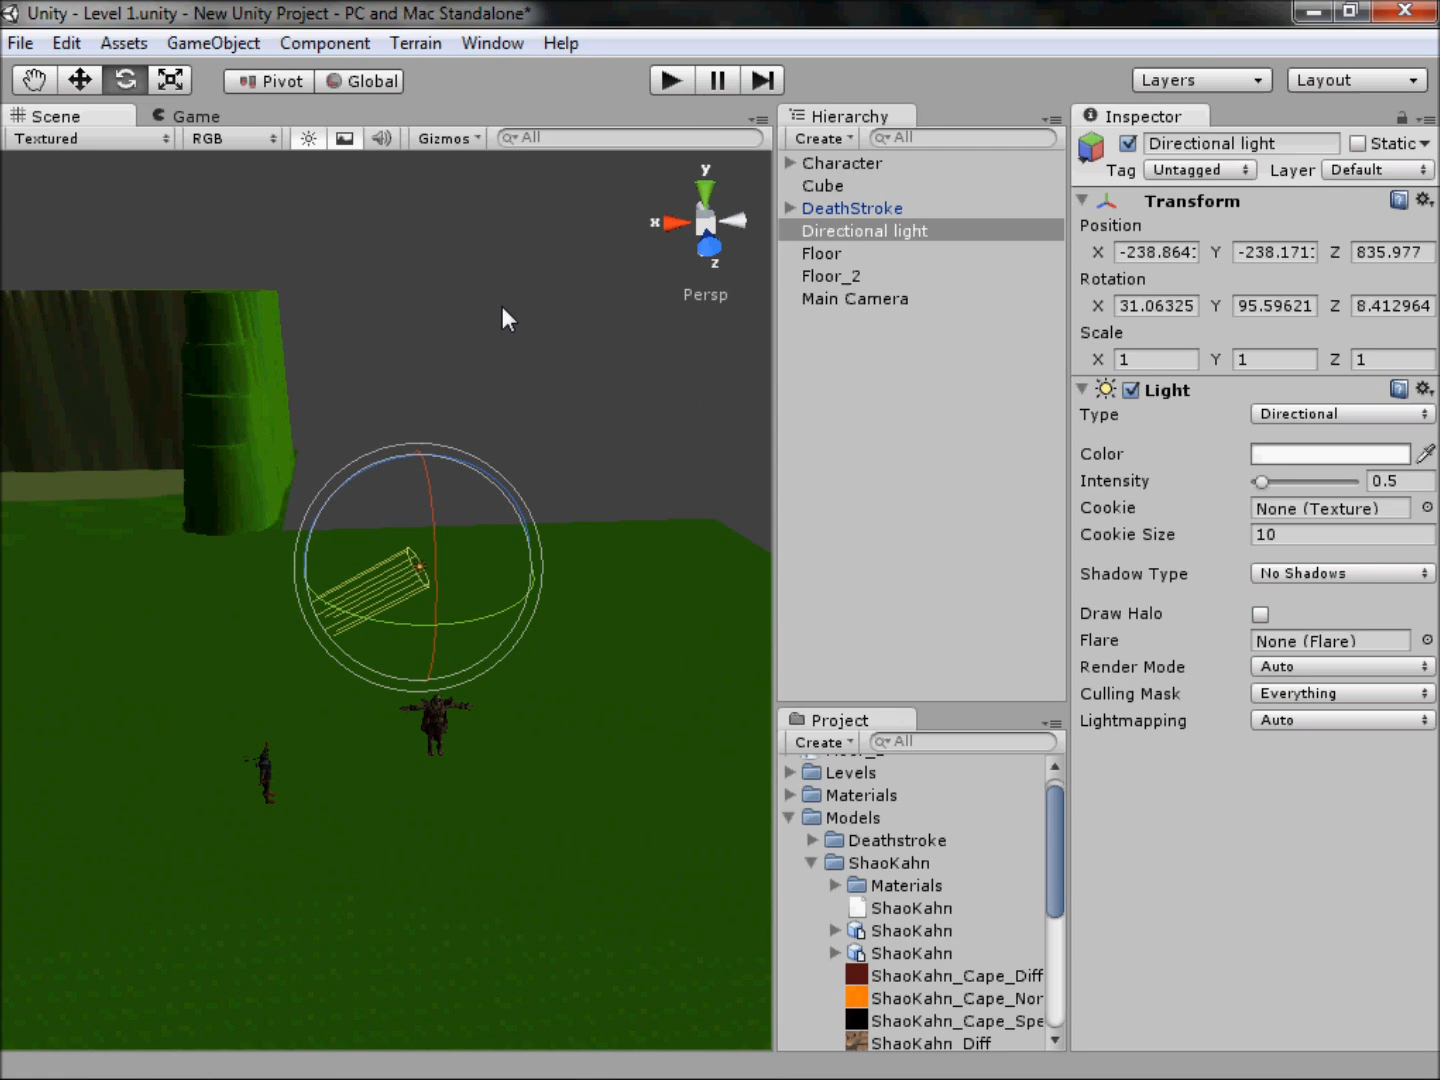 Unity - Level 1.unity - New Unity Project - PC and Mac Standalone*
File Edit Assets GameObject Component Terrain Window Help
Pivot Global Layers Layout
Scene Game
Textured RGB Gizmos All
y
x
z
Persp
Hierarchy
Create All
Character
Cube
DeathStroke
Directional light
Floor
Floor_2
Main Camera
Project
Create All
Levels
Materials
Models
Deathstroke
ShaoKahn
Materials
ShaoKahn
ShaoKahn
ShaoKahn
ShaoKahn_Cape_Diff
ShaoKahn_Cape_Nor
ShaoKahn_Cape_Spe
ShaoKahn_Diff
Inspector
Directional light Static
Tag Untagged Layer Default
Transform
Position
X -238.864 Y -238.171 Z 835.977
Rotation
X 31.06325 Y 95.59621 Z 8.412964
Scale
X 1 Y 1 Z 1
Light
Type Directional
Color
Intensity 0.5
Cookie None (Texture)
Cookie Size 10
Shadow Type No Shadows
Draw Halo
Flare None (Flare)
Render Mode Auto
Culling Mask Everything
Lightmapping Auto